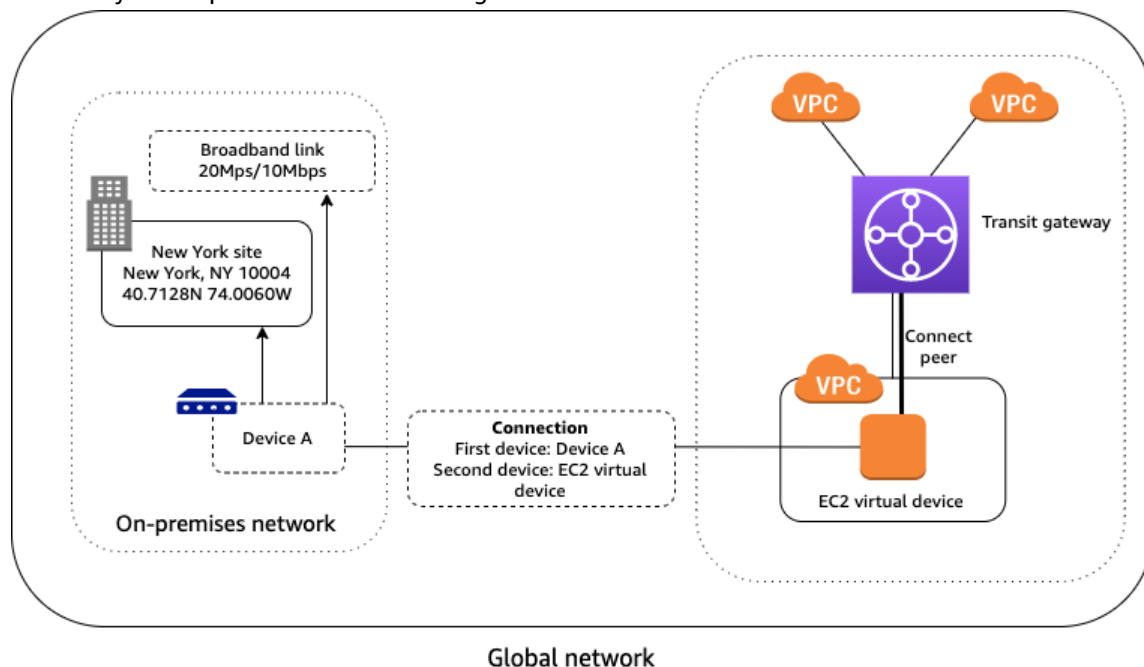 VPC
VPC
Broadband link
20Mps/10Mbps
New York site
New York, NY 10004
40.7128N 74.0060W
Transit gateway
Connect
peer
VPC
Device A
Connection
First device: Device A
Second device: EC2 virtual
device
EC2 virtual device
On-premises network
Global network